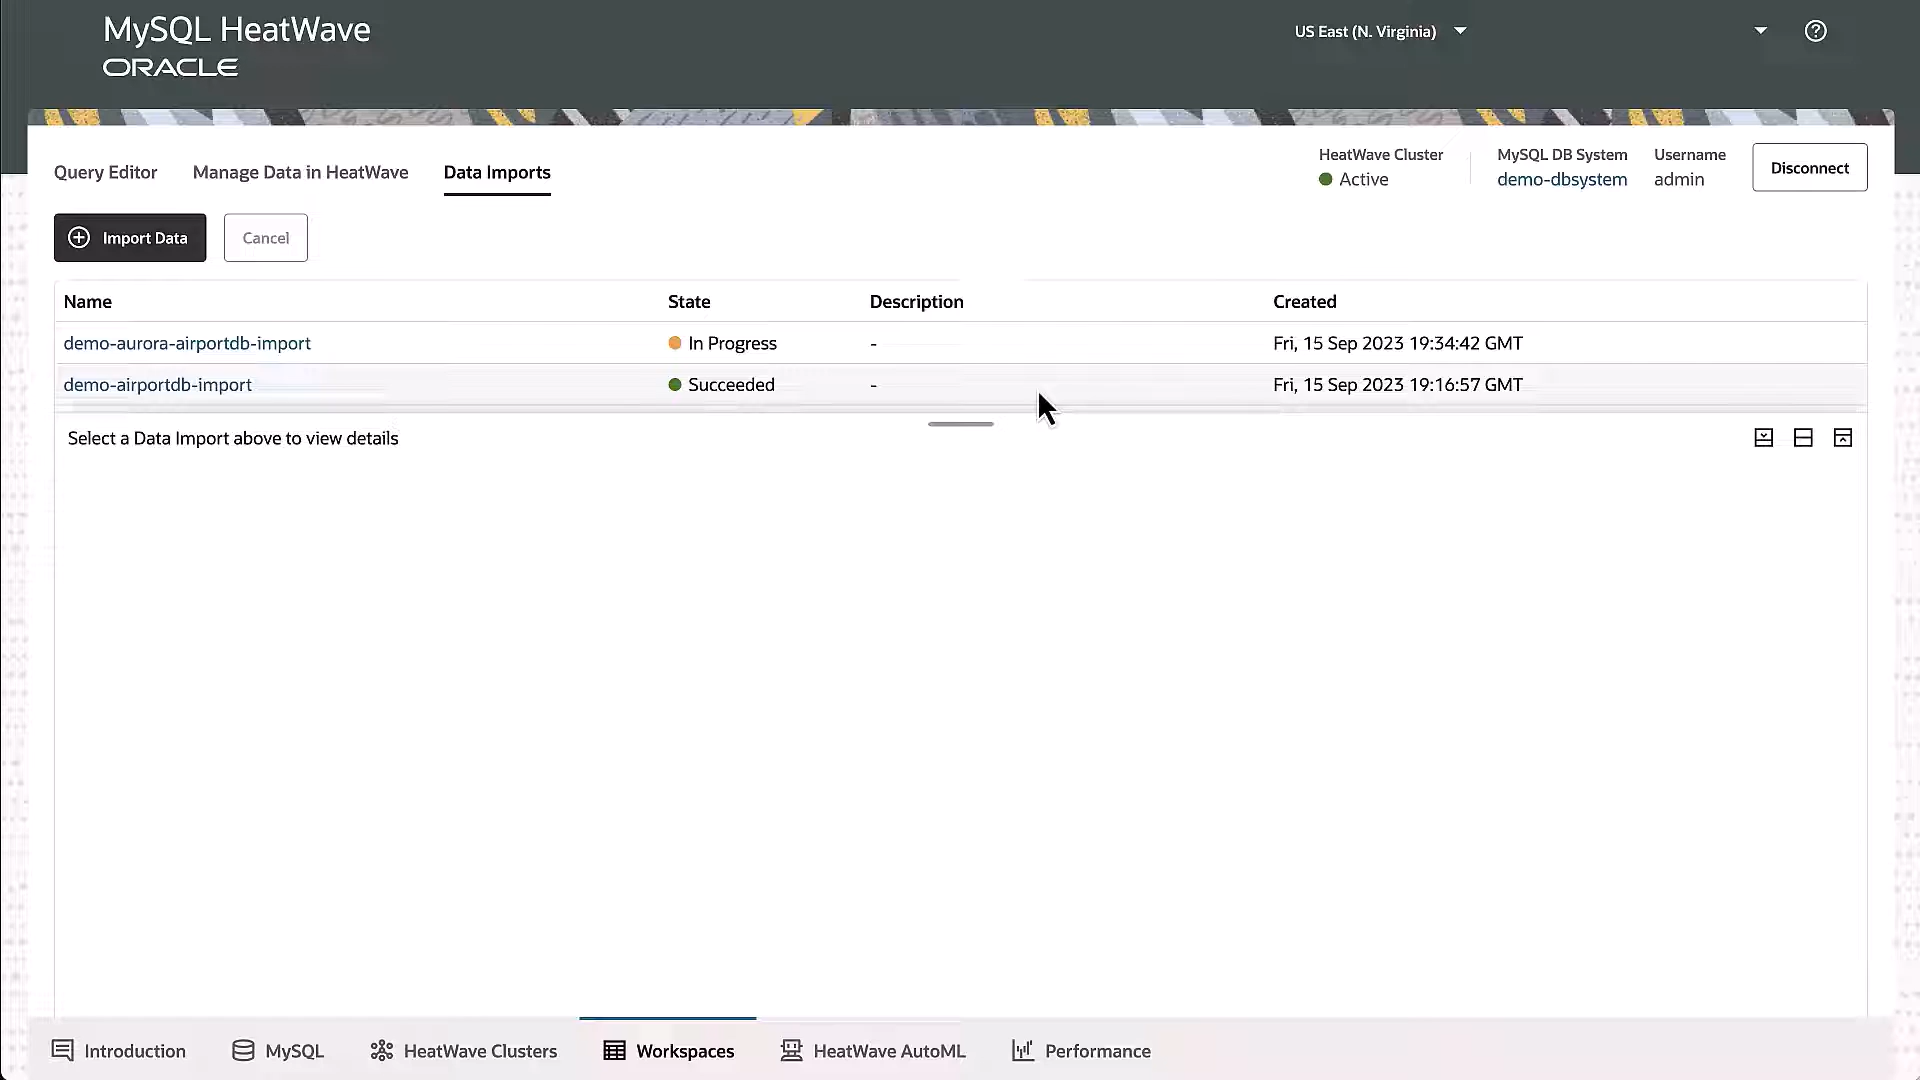 MySQL HeatWave
ORACLE
US East (N. Virginia)
Query Editor Manage Data in HeatWave Data Imports
HeatWave Cluster MySQL DB System Username
Active demo-dbsystem admin
Disconnect
Import Data Cancel
Name State Description Created
demo-aurora-airportdb-import In Progress - Fri, 15 Sep 2023 19:34:42 GMT
demo-airportdb-import Succeeded - Fri, 15 Sep 2023 19:16:57 GMT
Select a Data Import above to view details
Introduction MySQL HeatWave Clusters Workspaces HeatWave AutoML Performance